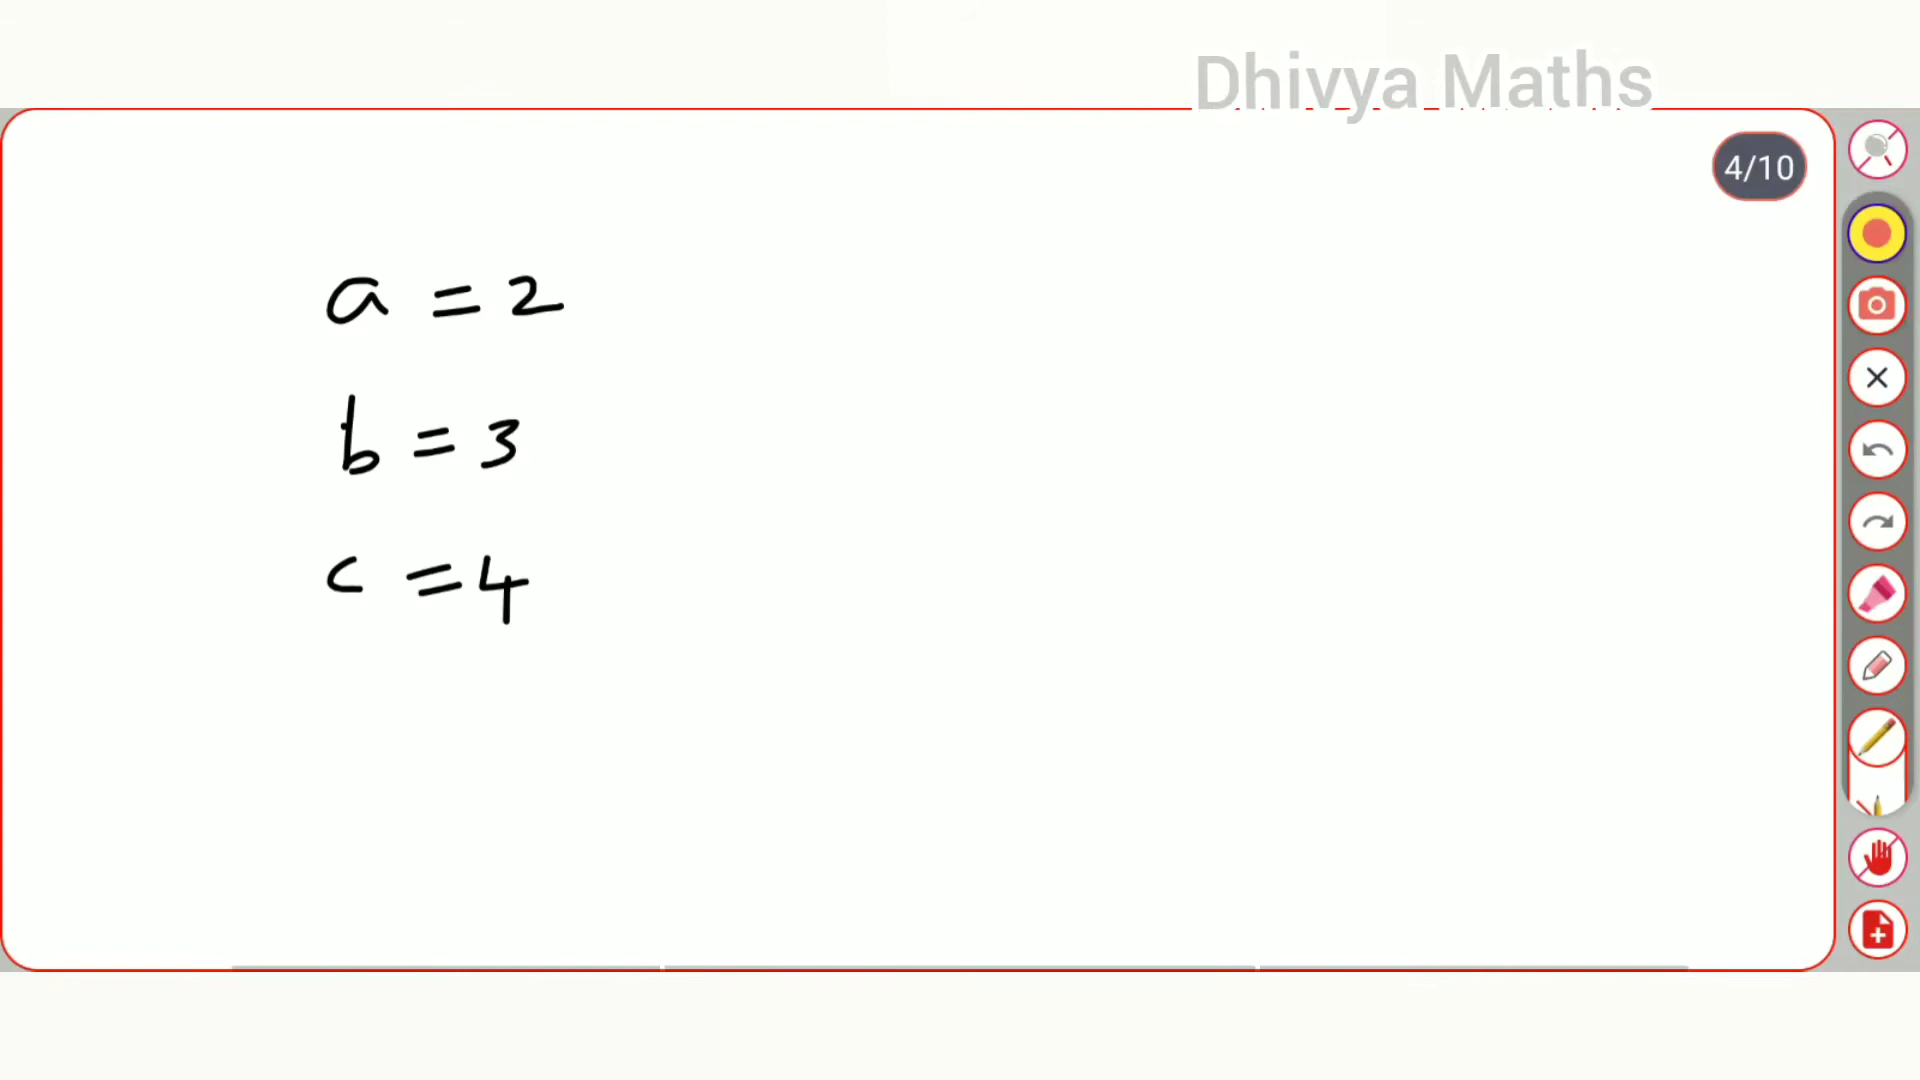 Dhivya Maths
4/10
a = 2
b = 3
c = 4